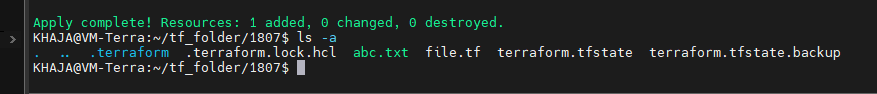 Apply complete! Resources: 1 added, 0 changed, 0 destroyed.
KHAJA@VM-Terra:~/tf_folder/1807$ ls -a
.  ..  .terraform  .terraform.lock.hcl  abc.txt  file.tf  terraform.tfstate  terraform.tfstate.backup
KHAJA@VM-Terra:~/tf_folder/1807$